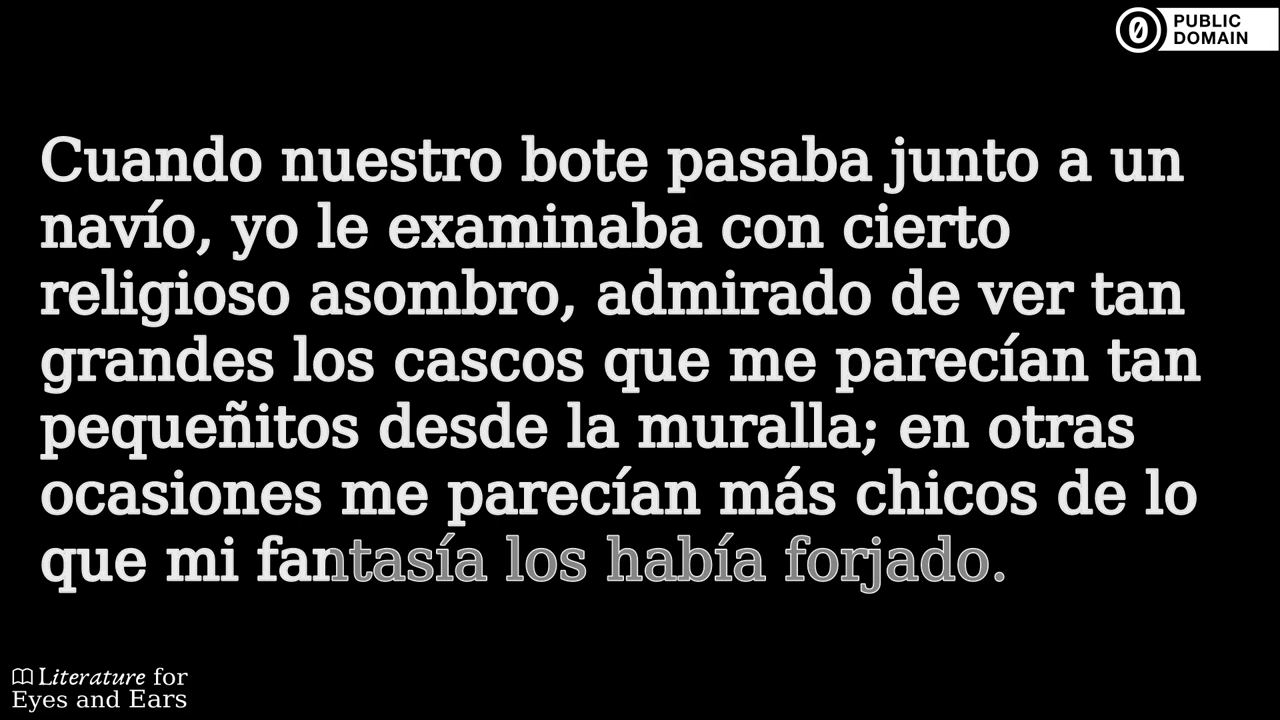 PUBLIC
DOMAIN
Cuando nuestro bote pasaba junto a un
navío, yo le examinaba con cierto
religioso asombro, admirado de ver tan
grandes los cascos que me parecían tan
pequeñitos desde la muralla; en otras
ocasiones me parecían más chicos de lo
que mi fantasía los había forjado.
Literature for
Eyes and Ears